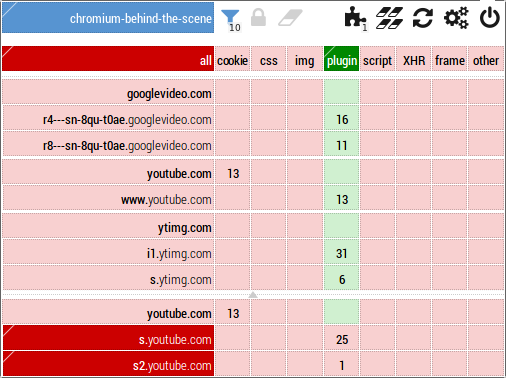 chromium-behind-the-scene 10 1
all cookie css img plugin script XHR frame other
googlevideo.com
r4---sn-8qu-t0ae.googlevideo.com 16
r8---sn-8qu-t0ae.googlevideo.com 11
youtube.com 13
www.youtube.com 13
ytimg.com
i1.ytimg.com 31
s.ytimg.com 6
youtube.com 13
s.youtube.com 25
s2.youtube.com 1